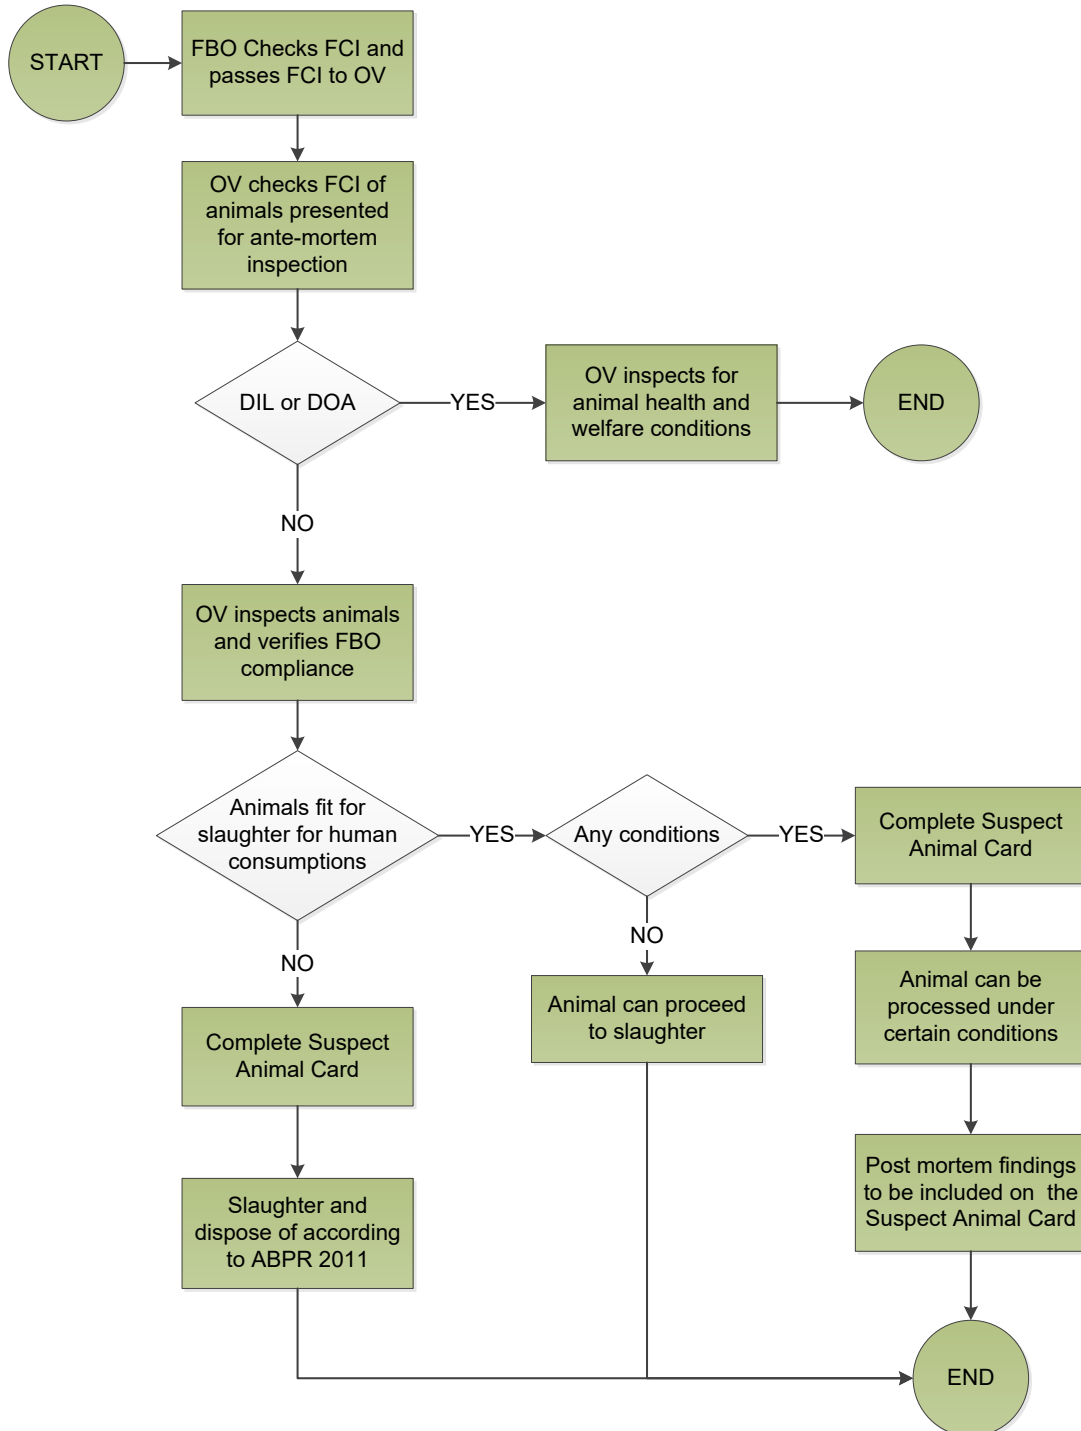 START
FBO Checks FCI and
passes FCI to OV
OV checks FCI of
animals presented
for ante-mortem
inspection
DIL or DOA
YES
OV inspects for
animal health and
welfare conditions
END
NO
OV inspects animals
and verifies FBO
compliance
Animals fit for
slaughter for human
consumptions
YES
Any conditions
YES
Complete Suspect
Animal Card
NO
NO
Animal can proceed
to slaughter
Animal can be
processed under
certain conditions
Complete Suspect
Animal Card
Post mortem findings
to be included on the
Suspect Animal Card
Slaughter and
dispose of according
to ABPR 2011
END